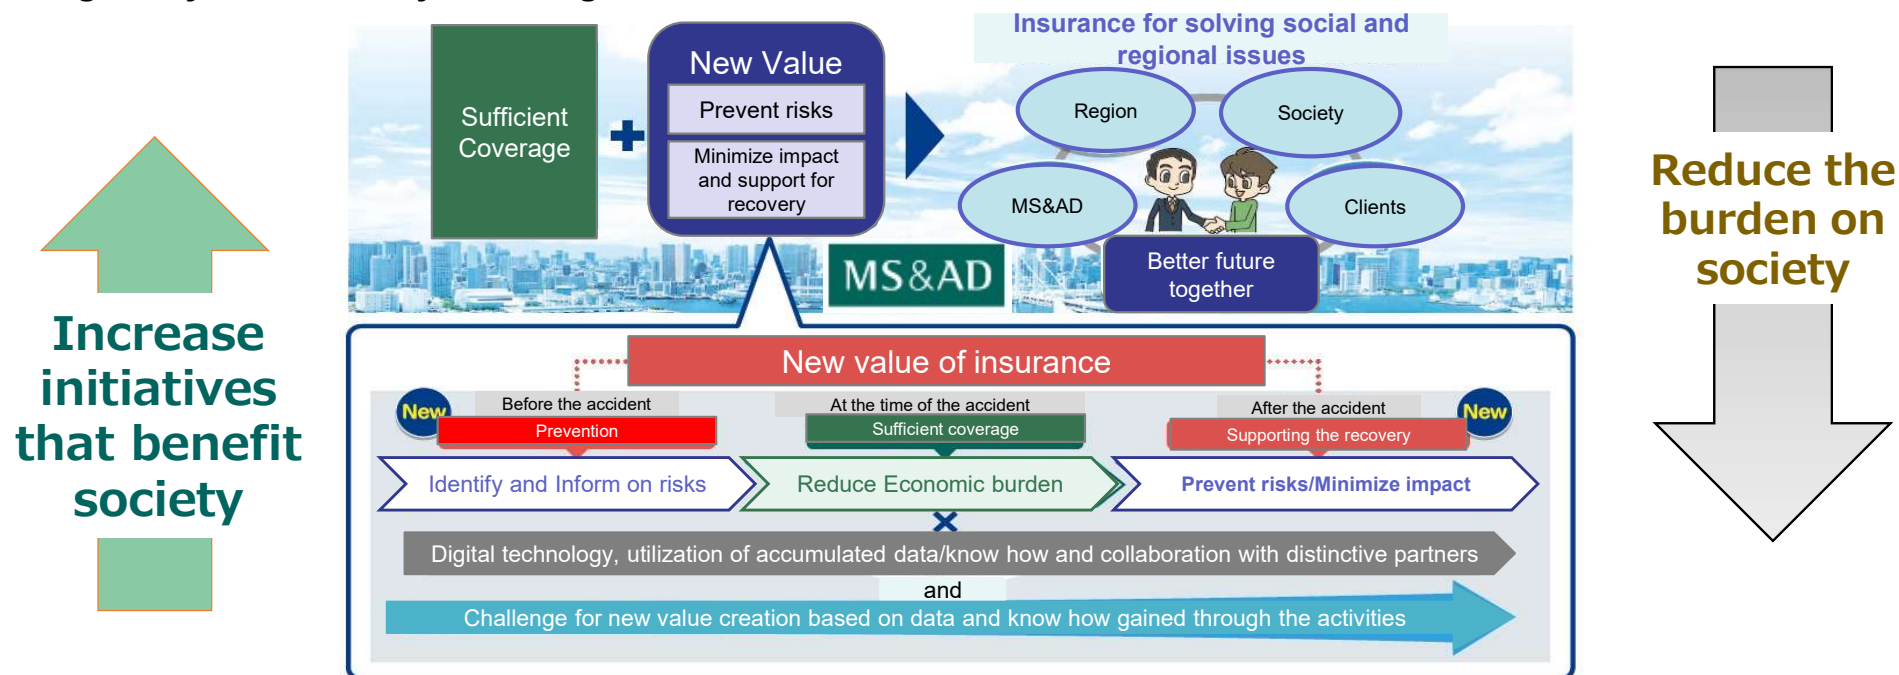 Insurance for solving social and
regional issues
Sufficient
Coverage
New Value
Prevent risks
Minimize impact
and support for
recovery
Region
Society
MS&AD
Clients
Better future
together
MS&AD
Increase
initiatives
that benefit
society
Reduce the
burden on
society
New value of insurance
New
Before the accident
Prevention
At the time of the accident
Sufficient coverage
After the accident
Supporting the recovery
New
Identify and Inform on risks
Reduce Economic burden
Prevent risks/Minimize impact
Digital technology, utilization of accumulated data/know how and collaboration with distinctive partners
and
Challenge for new value creation based on data and know how gained through the activities